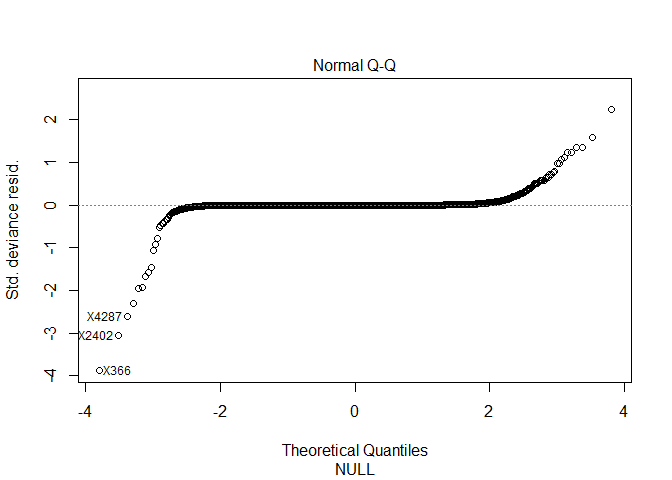 Normal Q-Q
Std. deviance resid.
2
1
0
-1
-2
-3
-4
X4287
X2402
X366
-4
-2
0
2
4
Theoretical Quantiles
NULL